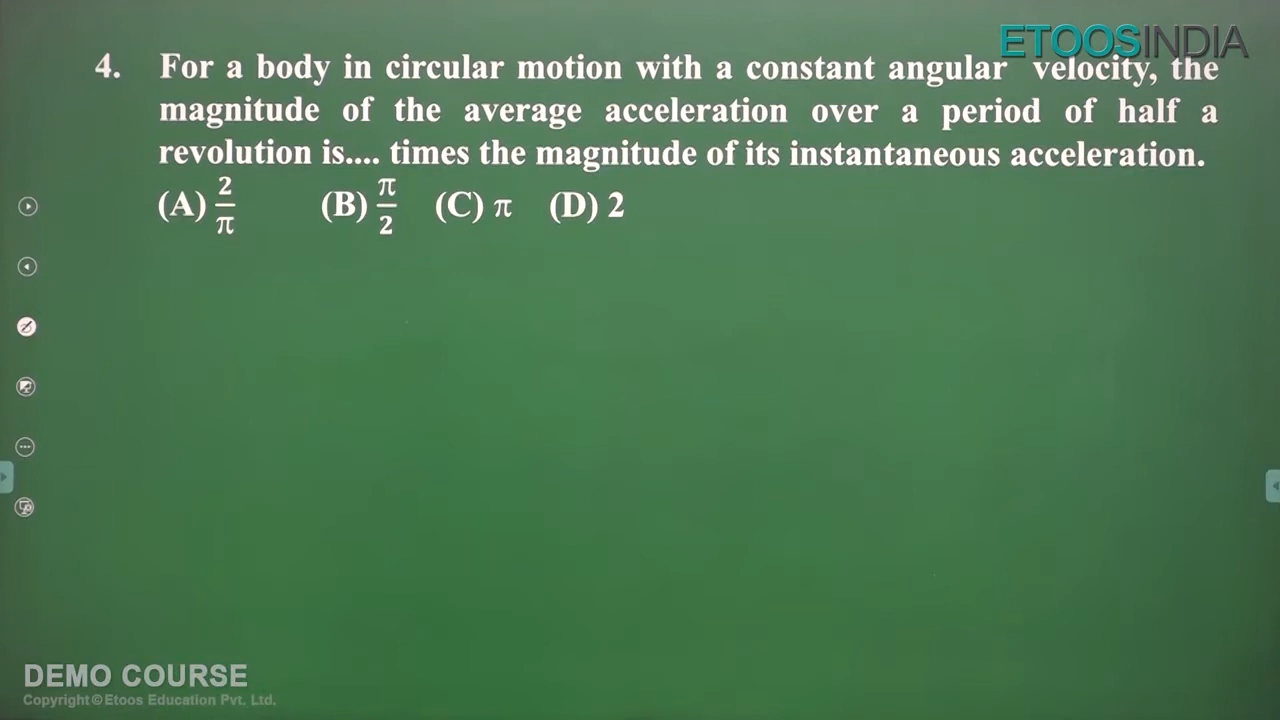 ETOOSINDIA
4. For a body in circular motion with a constant angular velocity, the
magnitude of the average acceleration over a period of half a
revolution is.... times the magnitude of its instantaneous acceleration.
(A) 2/π (B) π/2 (C) π (D) 2
DEMO COURSE
Copyright©Etoos Education Pvt. Ltd.